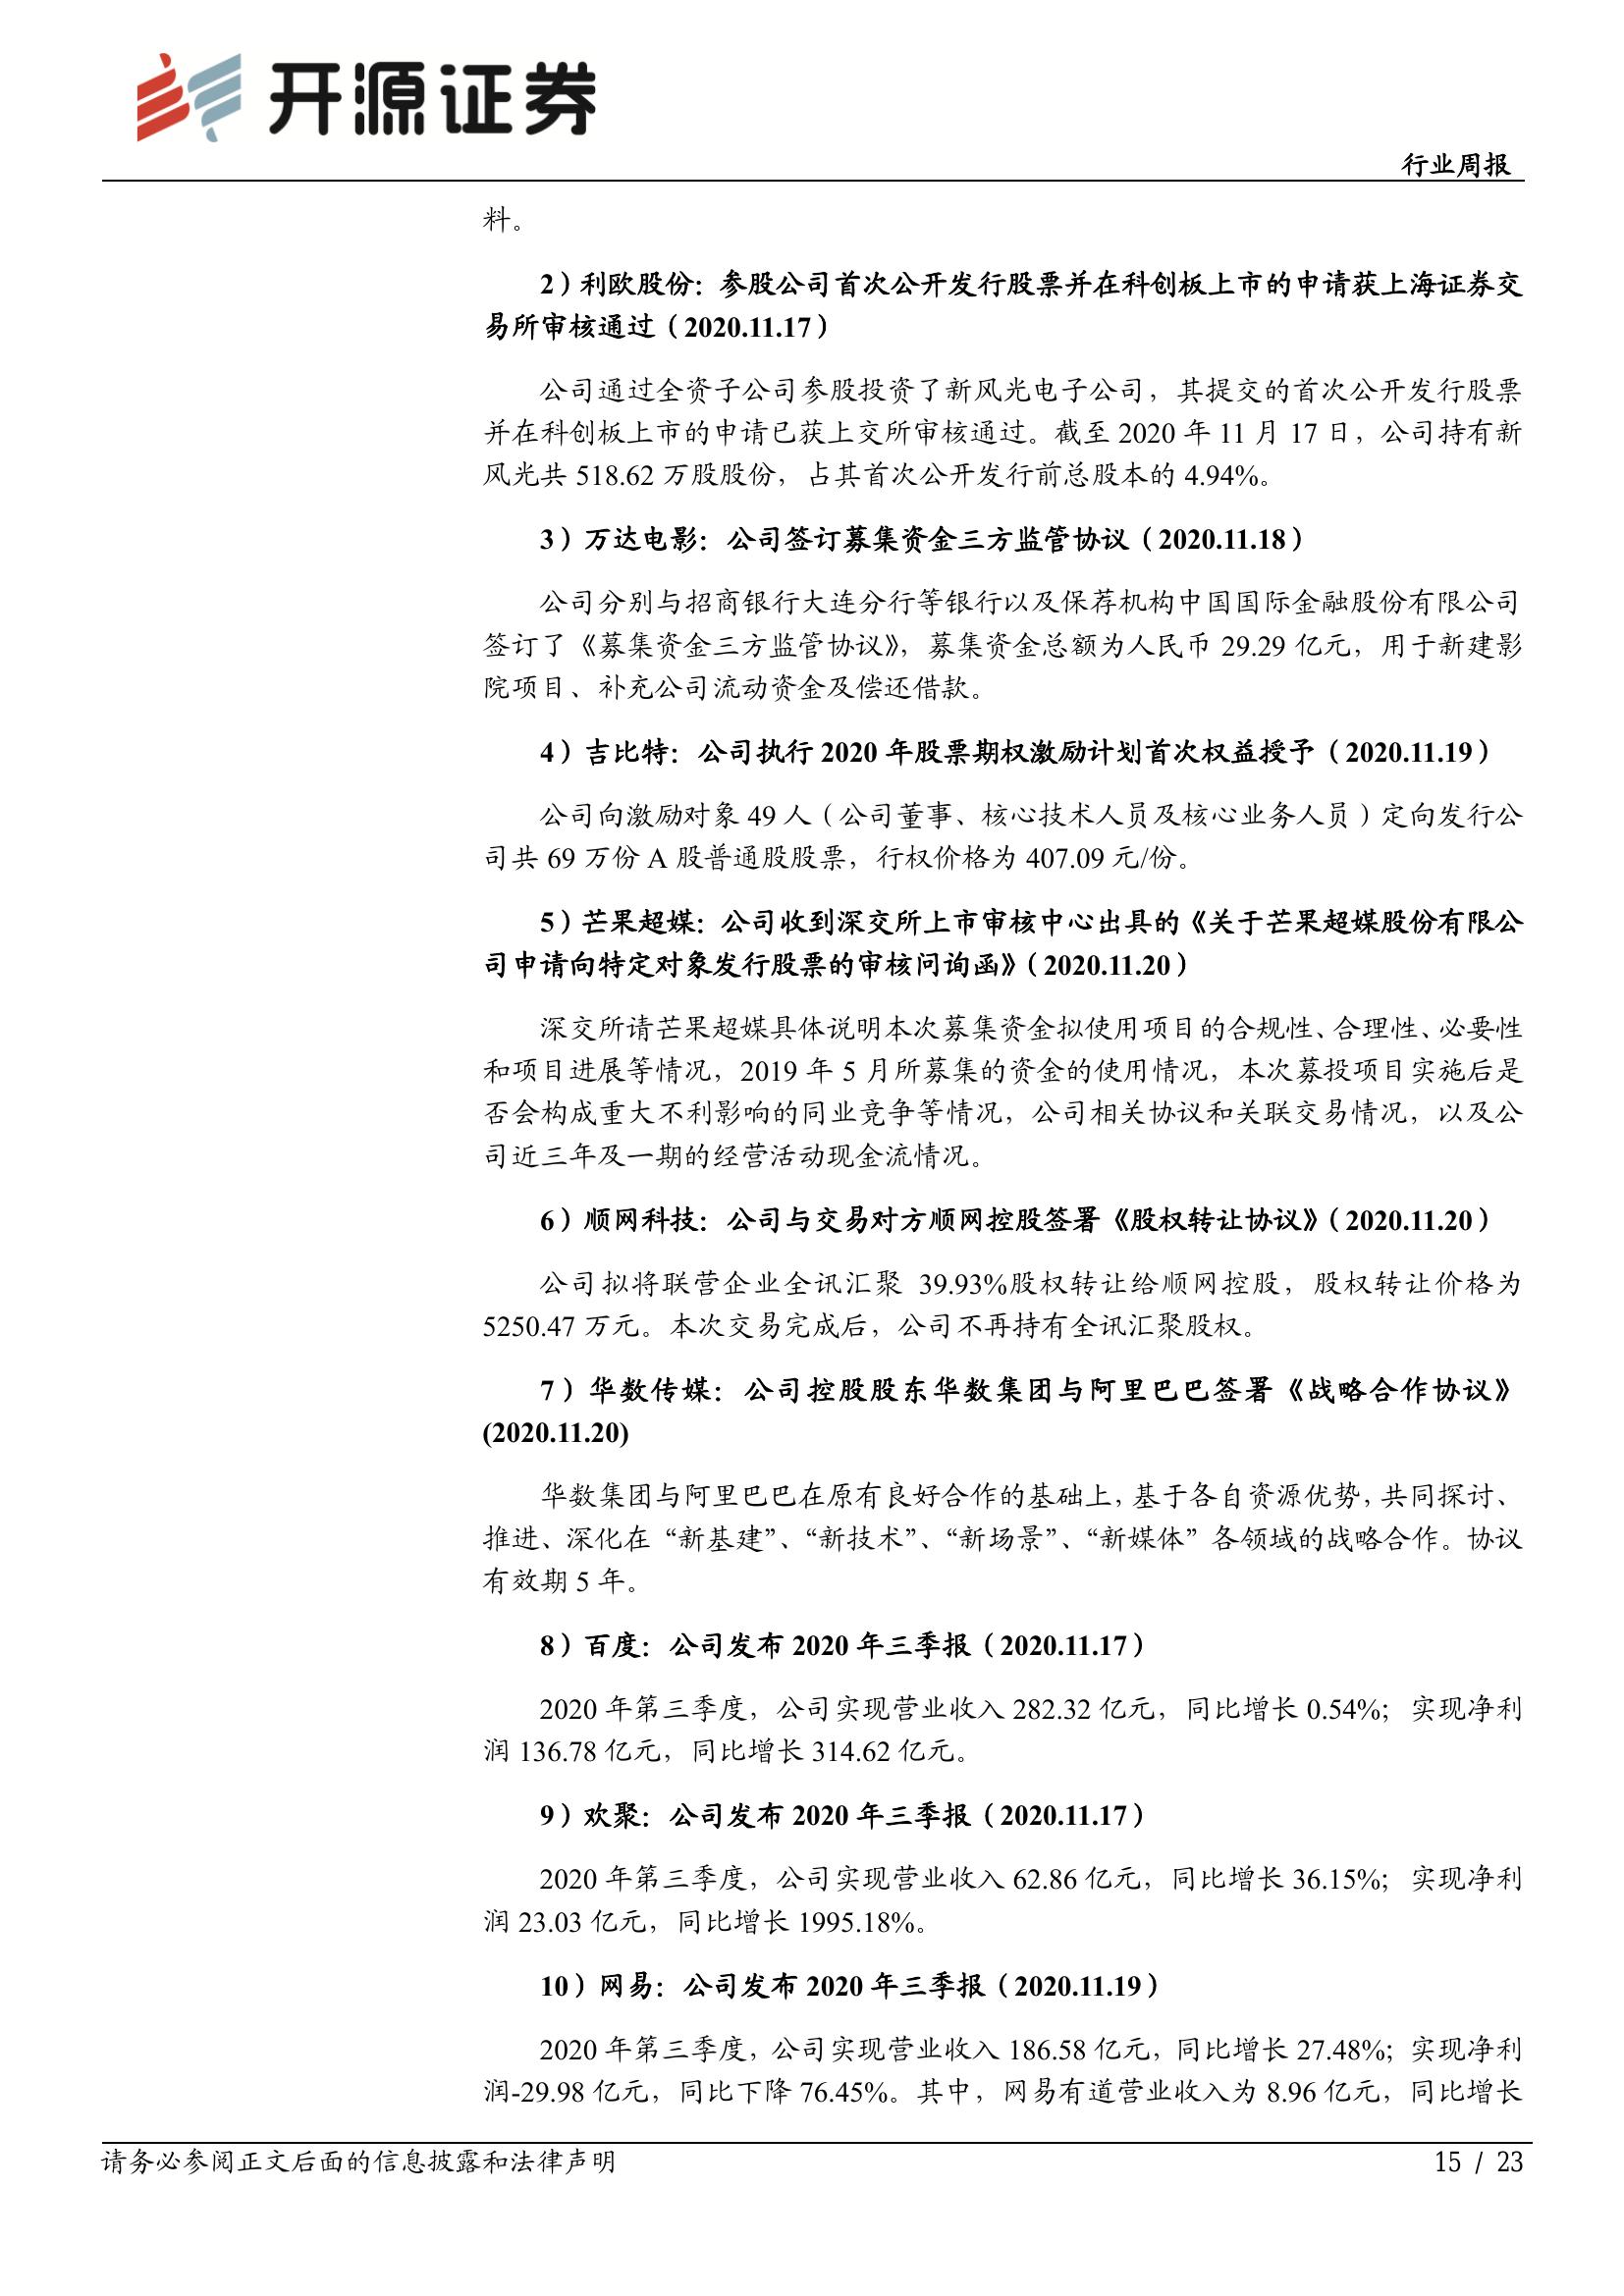 开源证券
行业周报
料。
2）利欧股份：参股公司首次公开发行股票并在科创板上市的申请获上海证券交
易所审核通过（2020.11.17）
公司通过全资子公司参股投资了新风光电子公司，其提交的首次公开发行股票
并在科创板上市的申请已获上交所审核通过。截至 2020 年 11 月 17 日，公司持有新
风光共 518.62 万股股份，占其首次公开发行前总股本的 4.94%。
3）万达电影：公司签订募集资金三方监管协议（2020.11.18）
公司分别与招商银行大连分行等银行以及保荐机构中国国际金融股份有限公司
签订了《募集资金三方监管协议》，募集资金总额为人民币 29.29 亿元，用于新建影
院项目、补充公司流动资金及偿还借款。
4）吉比特：公司执行 2020 年股票期权激励计划首次权益授予（2020.11.19）
公司向激励对象 49 人（公司董事、核心技术人员及核心业务人员）定向发行公
司共 69 万份 A 股普通股股票，行权价格为 407.09 元/份。
5）芒果超媒：公司收到深交所上市审核中心出具的《关于芒果超媒股份有限公
司申请向特定对象发行股票的审核问询函》（2020.11.20）
深交所请芒果超媒具体说明本次募集资金拟使用项目的合规性、合理性、必要性
和项目进展等情况，2019 年 5 月所募集的资金的使用情况，本次募投项目实施后是
否会构成重大不利影响的同业竞争等情况，公司相关协议和关联交易情况，以及公
司近三年及一期的经营活动现金流情况。
6）顺网科技：公司与交易对方顺网控股签署《股权转让协议》（2020.11.20）
公司拟将联营企业全讯汇聚 39.93%股权转让给顺网控股，股权转让价格为
5250.47 万元。本次交易完成后，公司不再持有全讯汇聚股权。
7）华数传媒：公司控股股东华数集团与阿里巴巴签署《战略合作协议》
(2020.11.20)
华数集团与阿里巴巴在原有良好合作的基础上，基于各自资源优势，共同探讨、
推进、深化在“新基建”、“新技术”、“新场景”、“新媒体”各领域的战略合作。协议
有效期 5 年。
8）百度：公司发布 2020 年三季报（2020.11.17）
2020 年第三季度，公司实现营业收入 282.32 亿元，同比增长 0.54%；实现净利
润 136.78 亿元，同比增长 314.62 亿元。
9）欢聚：公司发布 2020 年三季报（2020.11.17）
2020 年第三季度，公司实现营业收入 62.86 亿元，同比增长 36.15%；实现净利
润 23.03 亿元，同比增长 1995.18%。
10）网易：公司发布 2020 年三季报（2020.11.19）
2020 年第三季度，公司实现营业收入 186.58 亿元，同比增长 27.48%；实现净利
润-29.98 亿元，同比下降 76.45%。其中，网易有道营业收入为 8.96 亿元，同比增长
请务必参阅正文后面的信息披露和法律声明
15 / 23